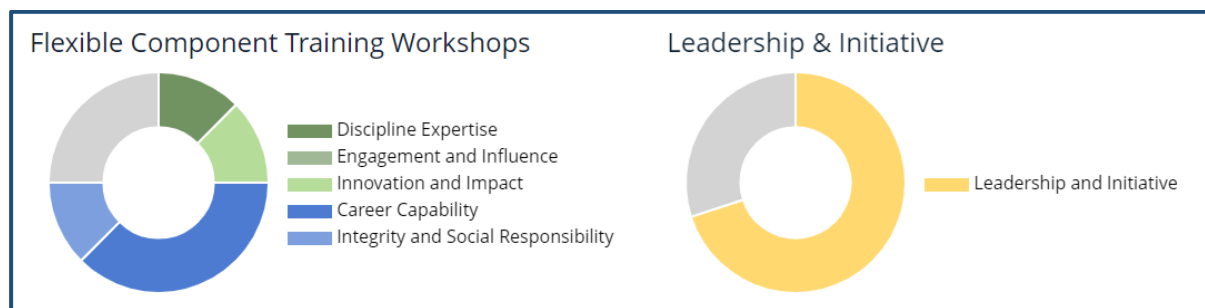 Flexible Component Training Workshops
Discipline Expertise
Engagement and Influence
Innovation and Impact
Career Capability
Integrity and Social Responsibility
Leadership & Initiative
Leadership and Initiative